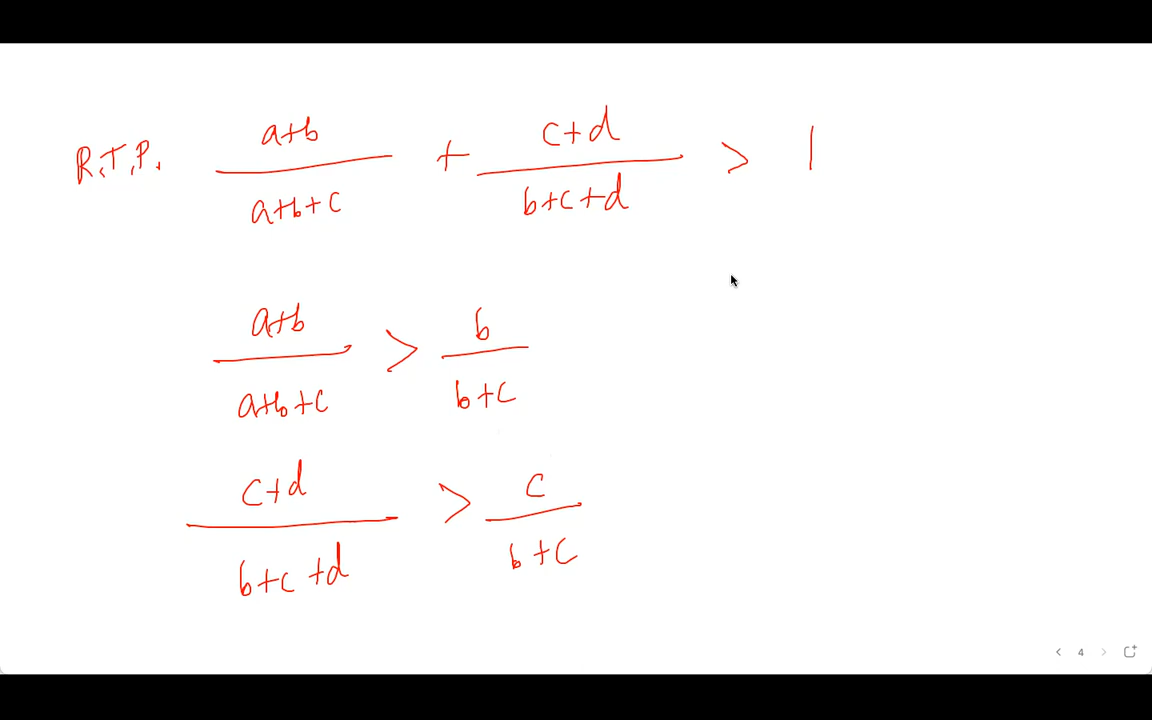 R.T.P. (a+b)/(a+b+c) + (c+d)/(b+c+d) > 1
(a+b)/(a+b+c) > b/(b+c)
(c+d)/(b+c+d) > c/(b+c)
4